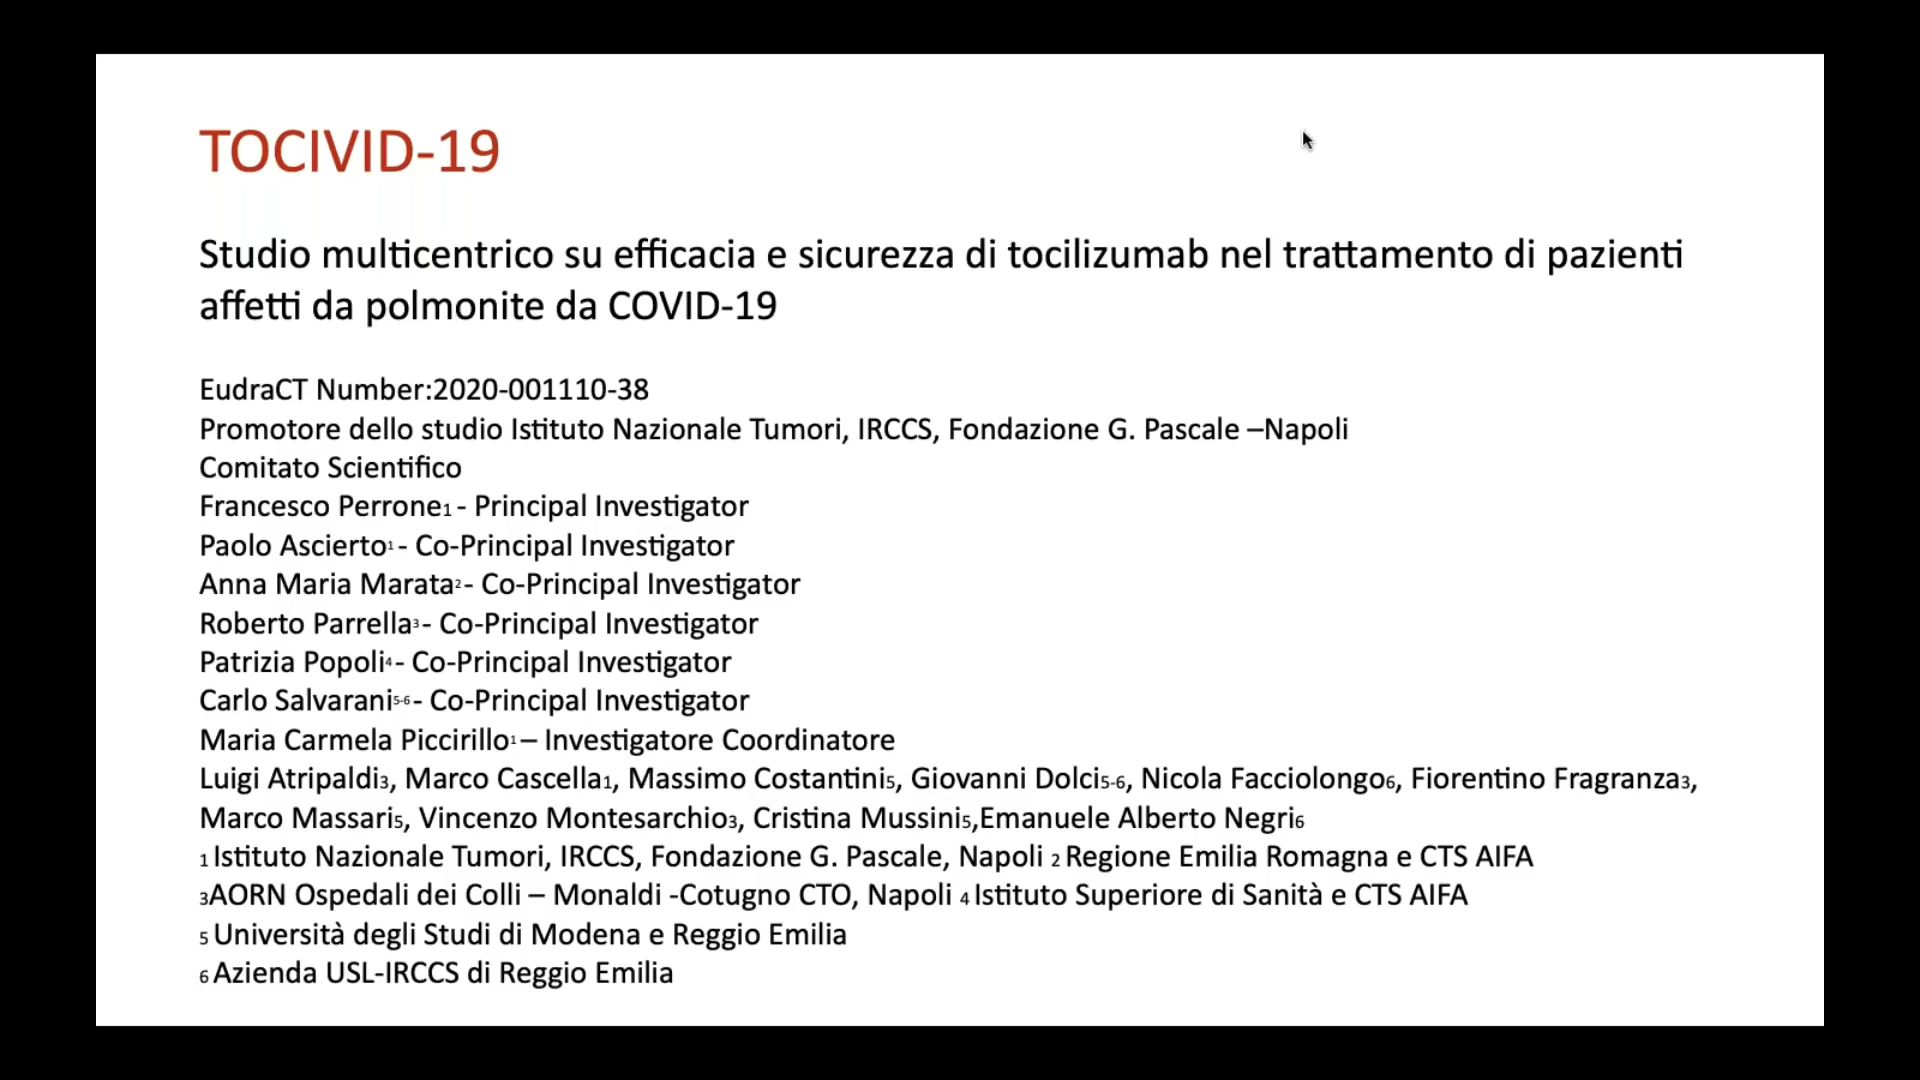 TOCIVID-19
Studio multicentrico su efficacia e sicurezza di tocilizumab nel trattamento di pazienti
affetti da polmonite da COVID-19
EudraCT Number:2020-001110-38
Promotore dello studio Istituto Nazionale Tumori, IRCCS, Fondazione G. Pascale –Napoli
Comitato Scientifico
Francesco Perrone1 - Principal Investigator
Paolo Ascierto1 - Co-Principal Investigator
Anna Maria Marata2 - Co-Principal Investigator
Roberto Parrella3 - Co-Principal Investigator
Patrizia Popoli4 - Co-Principal Investigator
Carlo Salvarani5-6 - Co-Principal Investigator
Maria Carmela Piccirillo1 – Investigatore Coordinatore
Luigi Atripaldi3, Marco Cascella1, Massimo Costantini5, Giovanni Dolci5-6, Nicola Facciolongo6, Fiorentino Fragranza3,
Marco Massari5, Vincenzo Montesarchio3, Cristina Mussini5,Emanuele Alberto Negri6
1 Istituto Nazionale Tumori, IRCCS, Fondazione G. Pascale, Napoli 2 Regione Emilia Romagna e CTS AIFA
3AORN Ospedali dei Colli – Monaldi -Cotugno CTO, Napoli 4 Istituto Superiore di Sanità e CTS AIFA
5 Università degli Studi di Modena e Reggio Emilia
6 Azienda USL-IRCCS di Reggio Emilia